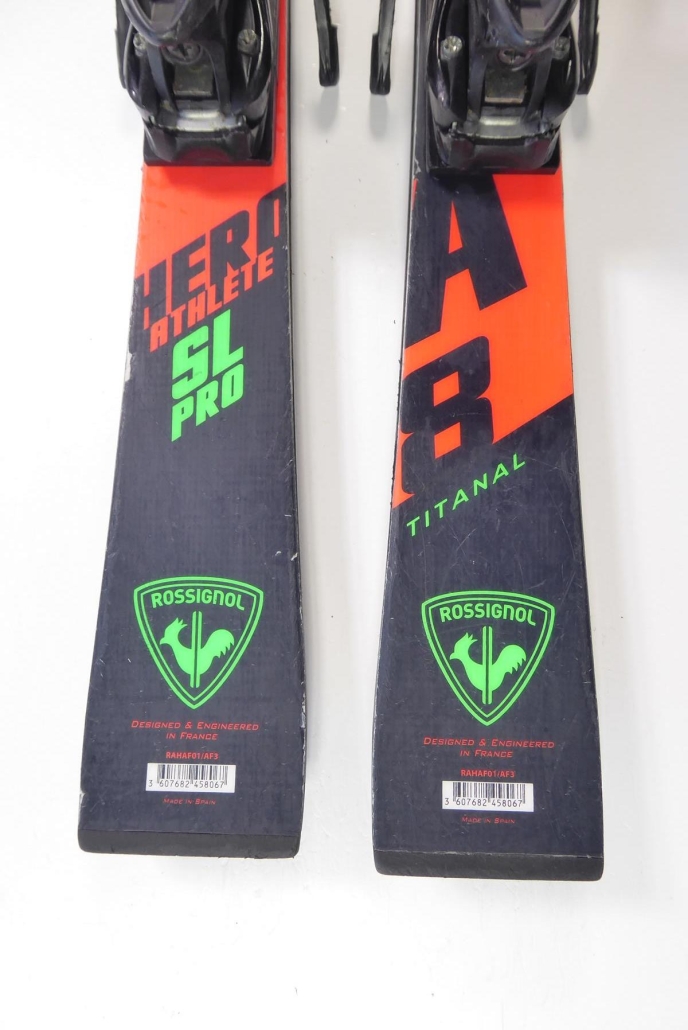 HERO
ATHLETE
SL
PRO
ROSSIGNOL
DESIGNED & ENGINEERED
IN FRANCE
RAHAF01/AF3
3 607682 458067
MADE IN SPAIN
A
8
TITANAL
ROSSIGNOL
DESIGNED & ENGINEERED
IN FRANCE
RAHAF01/AF3
3 607682 458067
MADE IN SPAIN